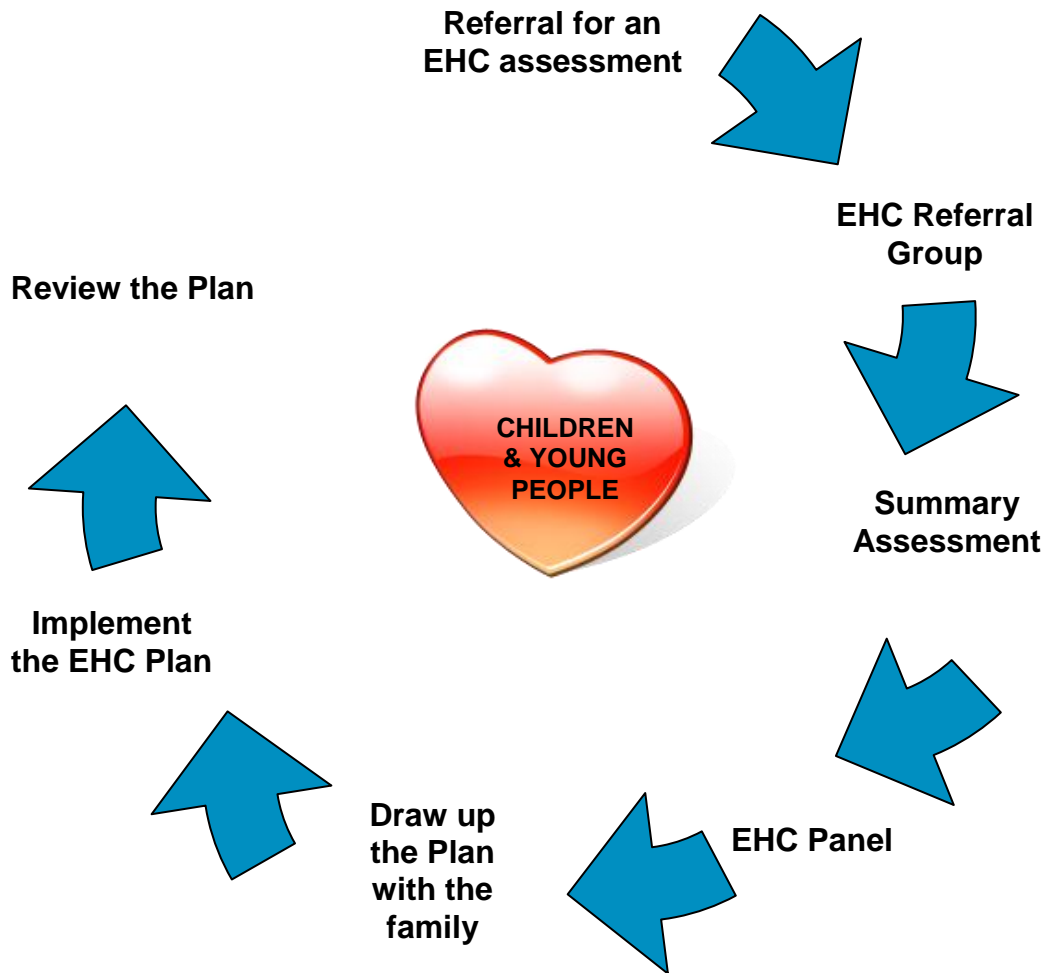 Referral for an
EHC assessment
EHC Referral
Group
Review the Plan
CHILDREN
& YOUNG
PEOPLE
Summary
Assessment
Implement
the EHC Plan
EHC Panel
Draw up
the Plan
with the
family